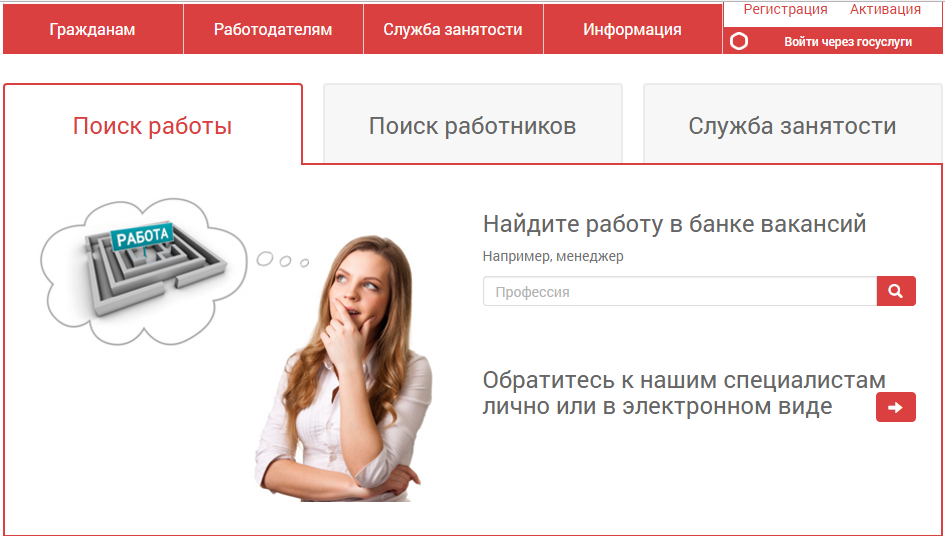 Гражданам
Работодателям
Служба занятости
Информация
Регистрация Активация
Войти через госуслуги
Поиск работы
Поиск работников
Служба занятости
РАБОТА
Найдите работу в банке вакансий
Например, менеджер
Профессия
Обратитесь к нашим специалистам
лично или в электронном виде